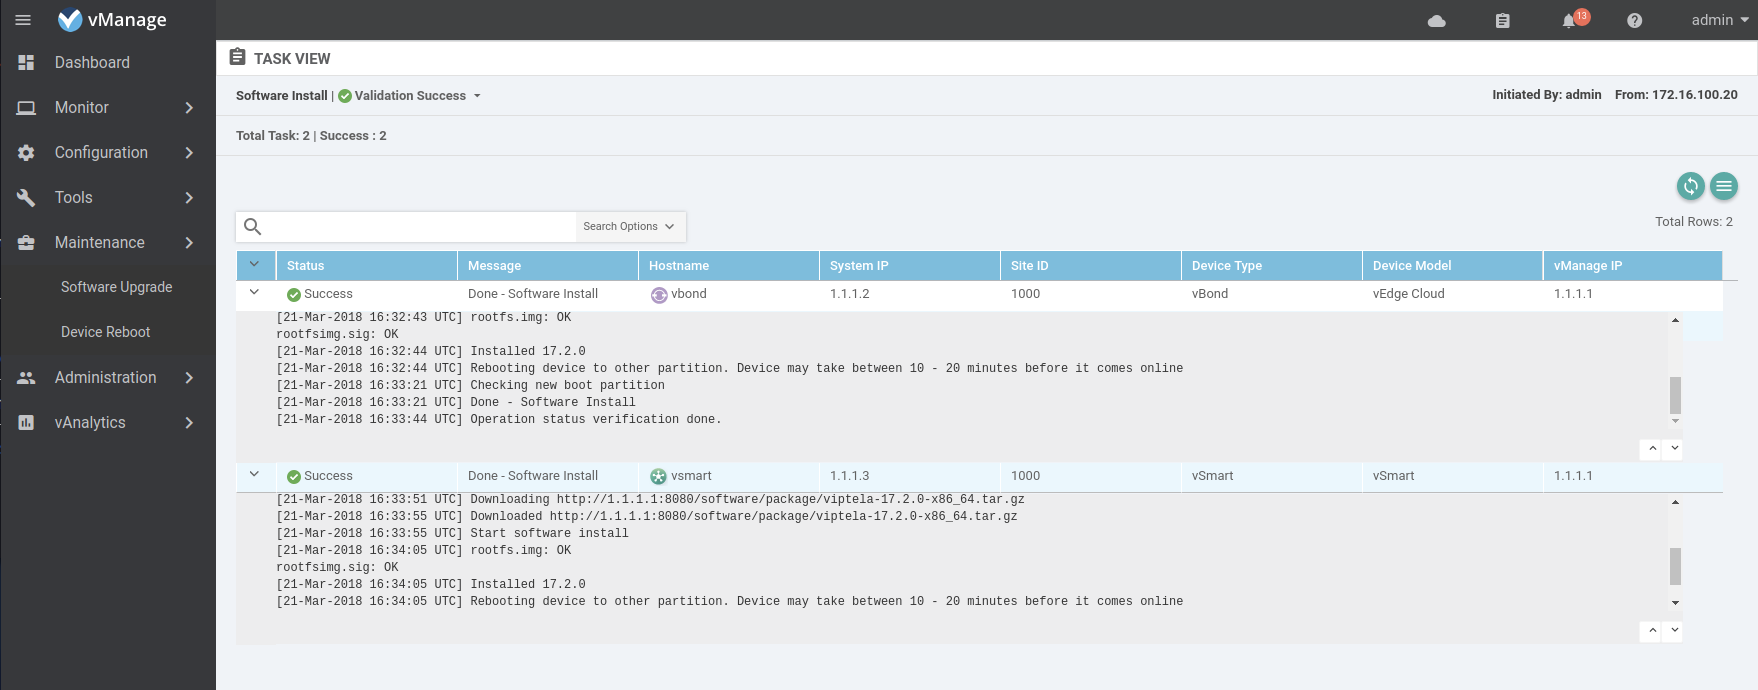 vManage
13
admin
Dashboard
Monitor
Configuration
Tools
Maintenance
Software Upgrade
Device Reboot
Administration
vAnalytics
TASK VIEW
Software Install | Validation Success
Initiated By: admin From: 172.16.100.20
Total Task: 2 | Success : 2
Search Options
Total Rows: 2
Status Message Hostname System IP Site ID Device Type Device Model vManage IP
Success Done - Software Install vbond 1.1.1.2 1000 vBond vEdge Cloud 1.1.1.1
[21-Mar-2018 16:32:43 UTC] rootfs.img: OK
rootfsimg.sig: OK
[21-Mar-2018 16:32:44 UTC] Installed 17.2.0
[21-Mar-2018 16:32:44 UTC] Rebooting device to other partition. Device may take between 10 - 20 minutes before it comes online
[21-Mar-2018 16:33:21 UTC] Checking new boot partition
[21-Mar-2018 16:33:21 UTC] Done - Software Install
[21-Mar-2018 16:33:44 UTC] Operation status verification done.
Success Done - Software Install vsmart 1.1.1.3 1000 vSmart vSmart 1.1.1.1
[21-Mar-2018 16:33:51 UTC] Downloading http://1.1.1.1:8080/software/package/viptela-17.2.0-x86_64.tar.gz
[21-Mar-2018 16:33:55 UTC] Downloaded http://1.1.1.1:8080/software/package/viptela-17.2.0-x86_64.tar.gz
[21-Mar-2018 16:33:55 UTC] Start software install
[21-Mar-2018 16:34:05 UTC] rootfs.img: OK
rootfsimg.sig: OK
[21-Mar-2018 16:34:05 UTC] Installed 17.2.0
[21-Mar-2018 16:34:05 UTC] Rebooting device to other partition. Device may take between 10 - 20 minutes before it comes online